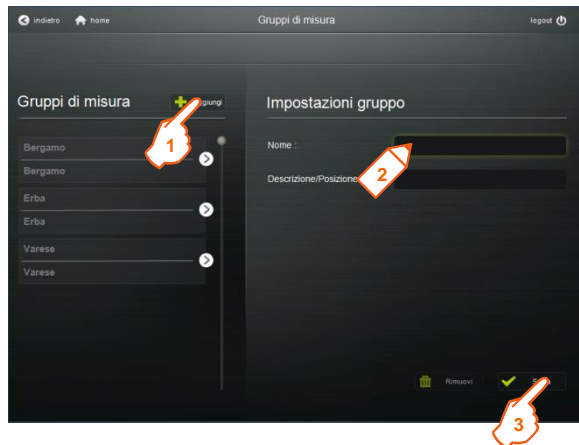 indietro home Gruppi di misura logout
Gruppi di misura
Impostazioni gruppo
1
Bergamo
Bergamo
Erba
Erba
Varese
Varese
Nome :
Descrizione/Posizione
2
Rimuovi
3